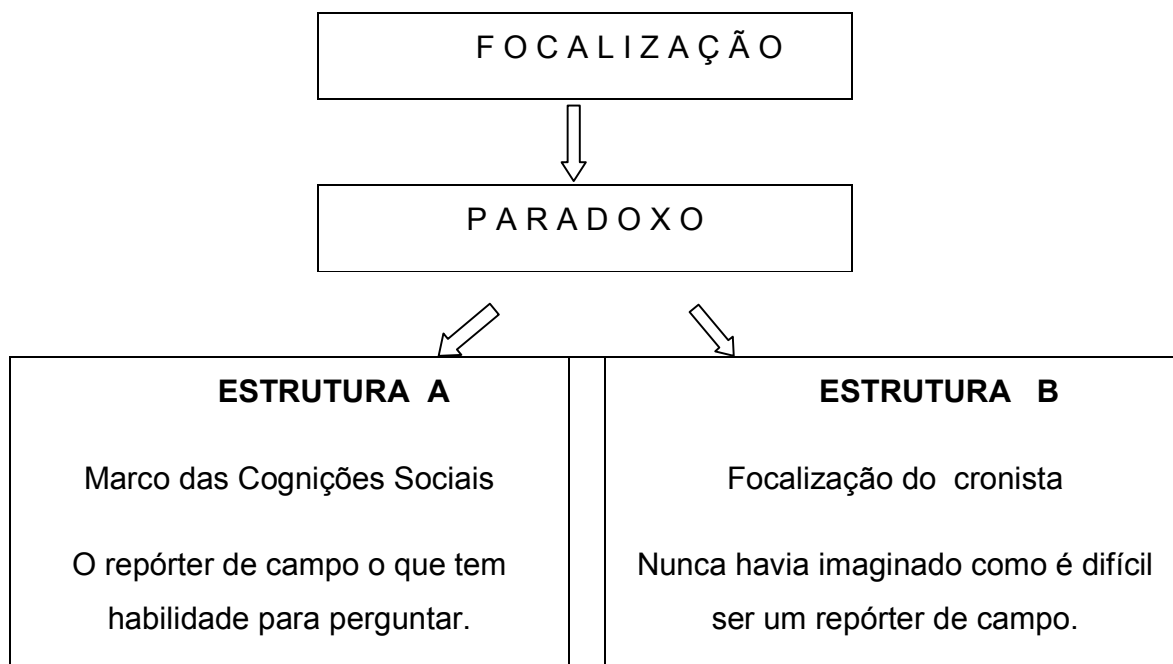 F O C A L I Z A Ç Ã O
P A R A D O X O
ESTRUTURA A
Marco das Cognições Sociais
O repórter de campo o que tem
habilidade para perguntar.
ESTRUTURA B
Focalização do cronista
Nunca havia imaginado como é difícil
ser um repórter de campo.